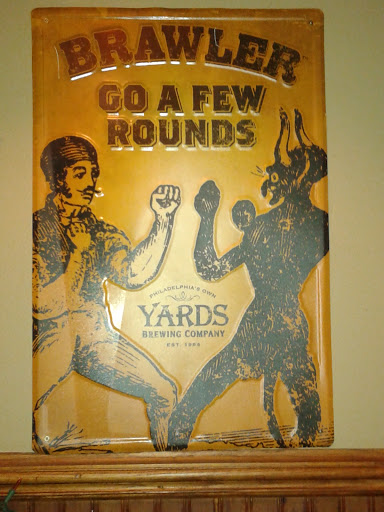 BRAWLER
GO A FEW
ROUNDS
PHILADELPHIA'S OWN
YARDS
BREWING COMPANY
EST. 1994